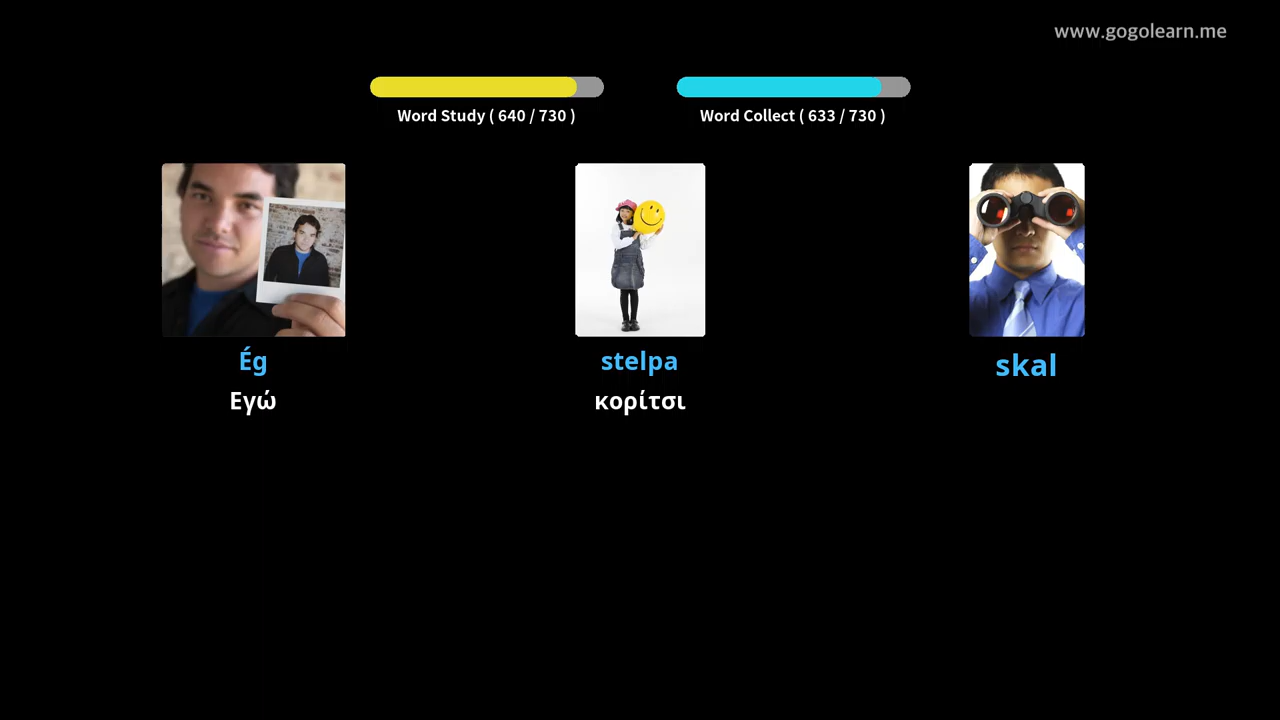 www.gogolearn.me
Word Study ( 640 / 730 )
Word Collect ( 633 / 730 )
Ég
stelpa
skal
Εγώ
κορίτσι